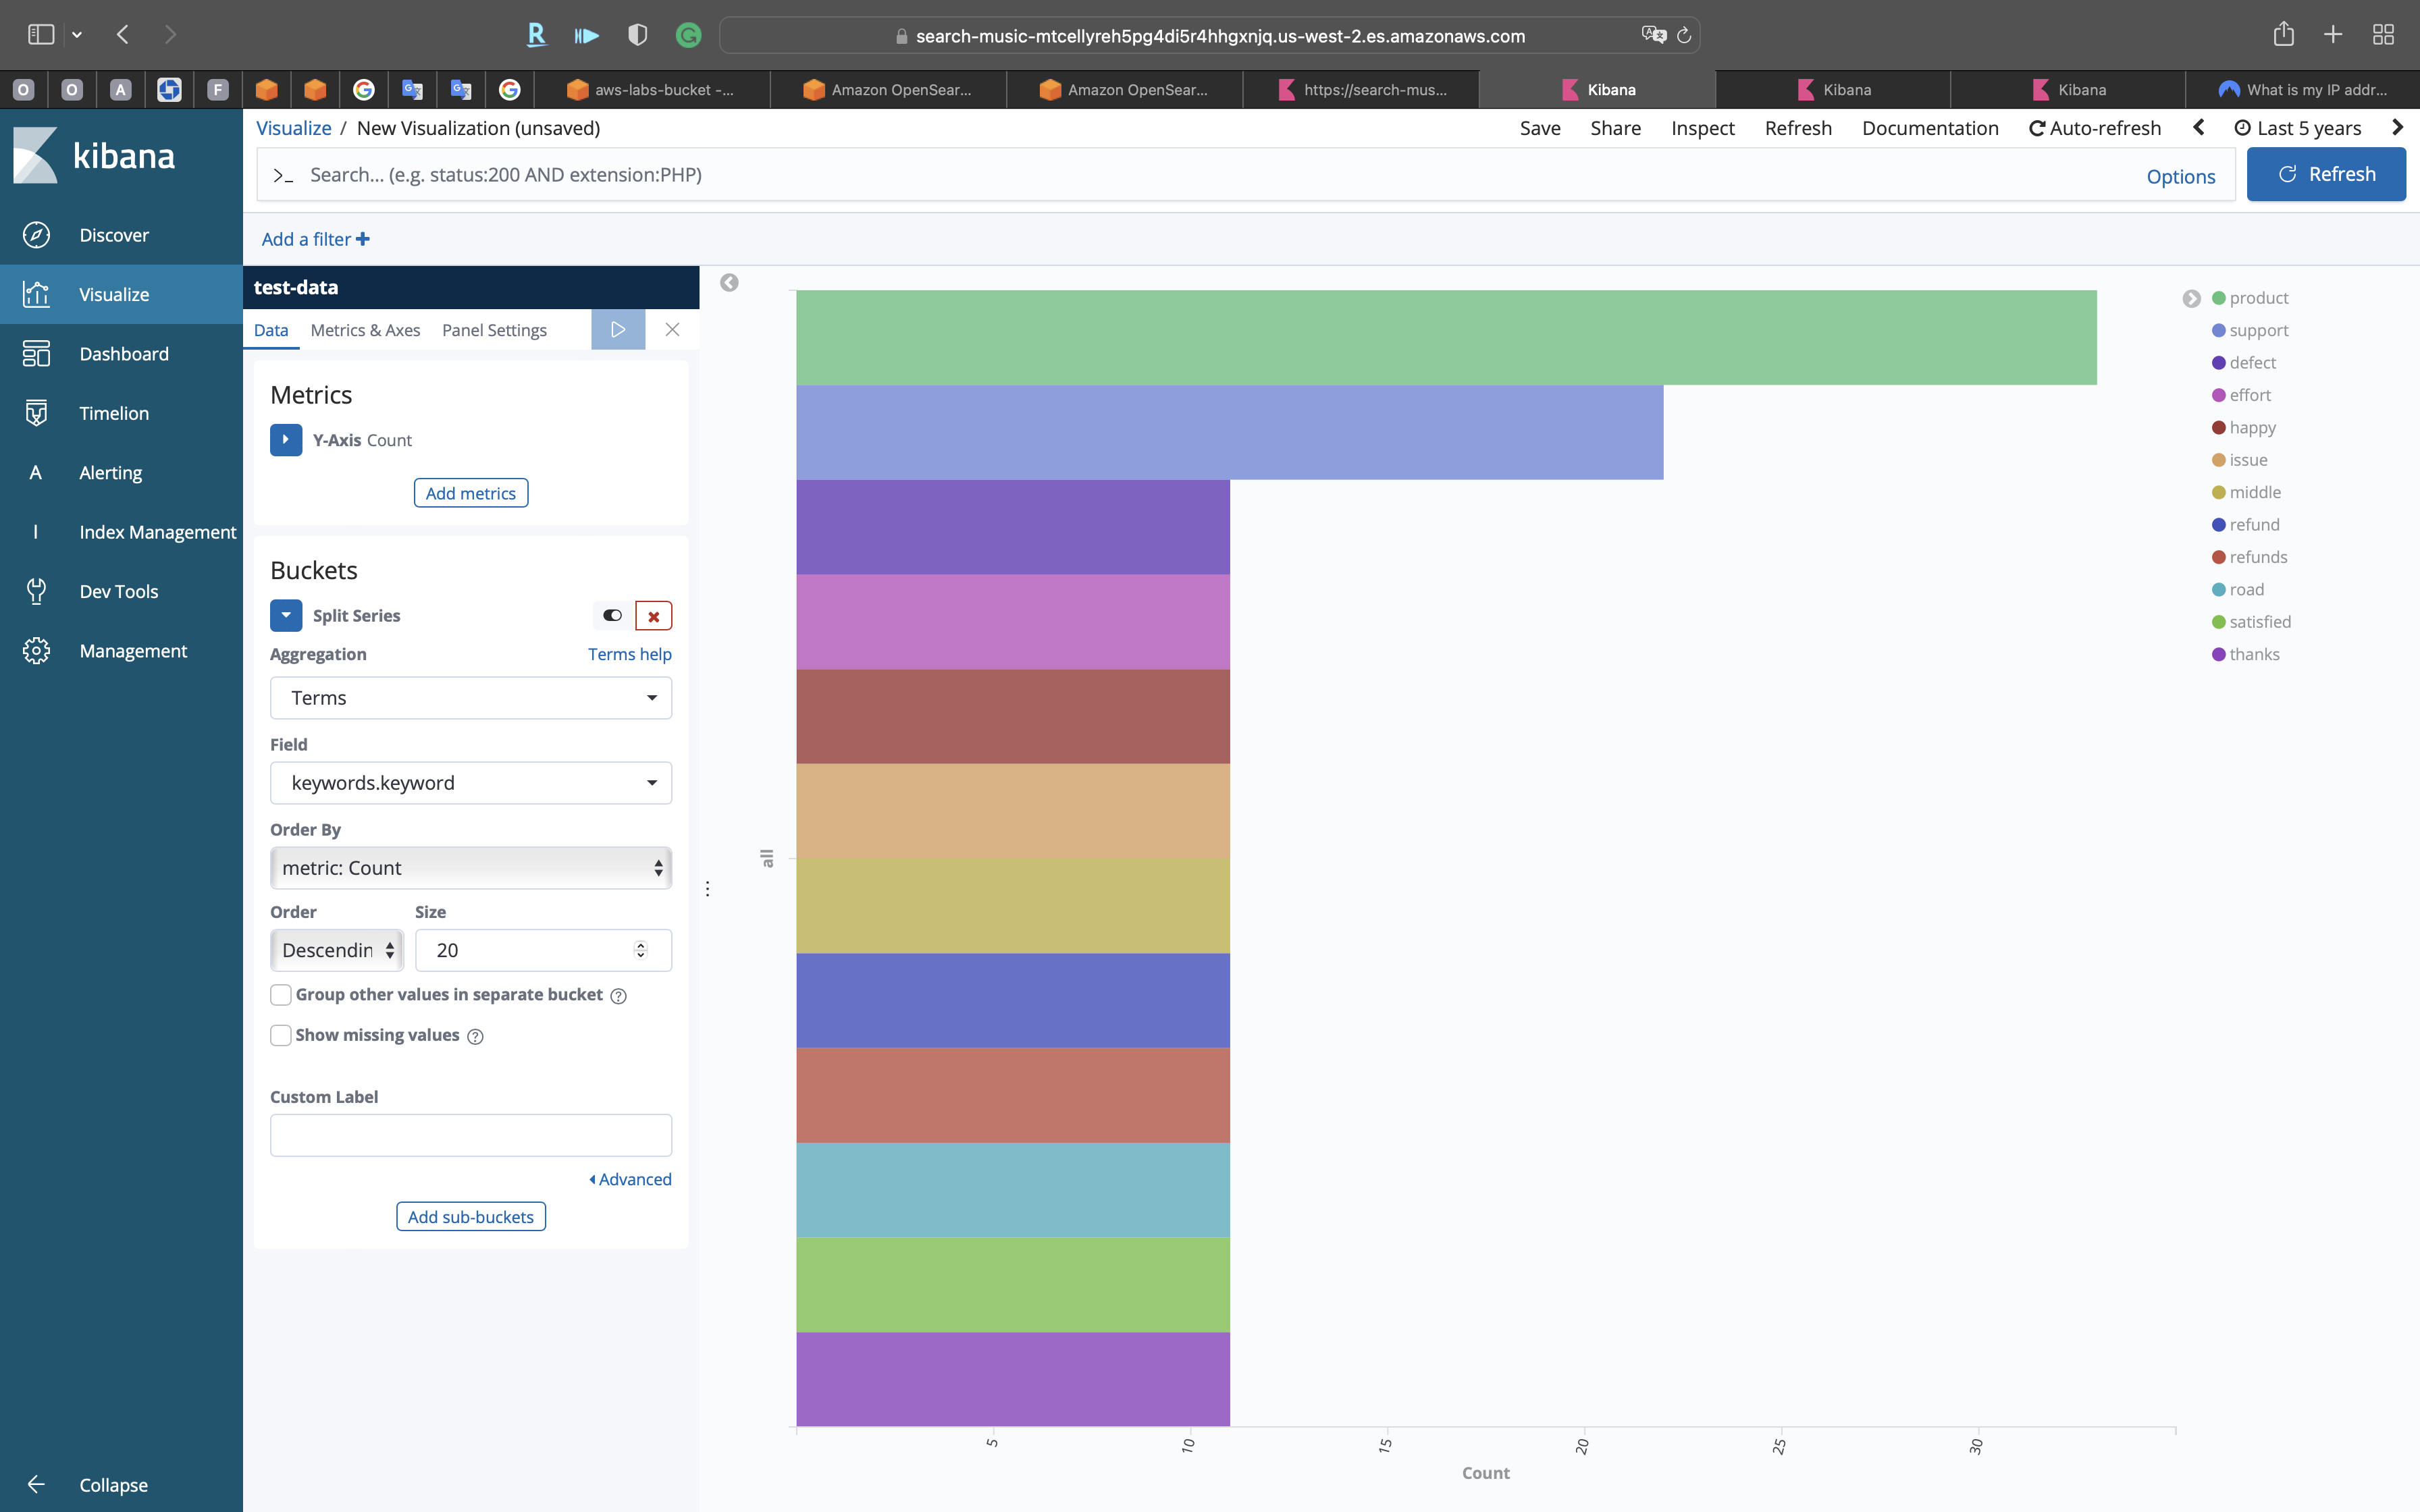 search-music-mtcellyreh5pg4di5r4hhgxnjq.us-west-2.es.amazonaws.com
O O A F aws-labs-bucket -... Amazon OpenSear... Amazon OpenSear... https://search-mus... Kibana Kibana Kibana What is my IP addr...
kibana
Discover
Visualize
Dashboard
Timelion
A Alerting
I Index Management
Dev Tools
Management
Collapse
Visualize / New Visualization (unsaved)
Save Share Inspect Refresh Documentation Auto-refresh Last 5 years
>_ Search... (e.g. status:200 AND extension:PHP) Options Refresh
Add a filter +
test-data
Data Metrics & Axes Panel Settings
Metrics
Y-Axis Count
Add metrics
Buckets
Split Series
Aggregation Terms help
Terms
Field
keywords.keyword
Order By
metric: Count
Order Size
Descendin 20
Group other values in separate bucket
Show missing values
Custom Label
Advanced
Add sub-buckets
all
5 10 15 20 25 30
Count
product
support
defect
effort
happy
issue
middle
refund
refunds
road
satisfied
thanks